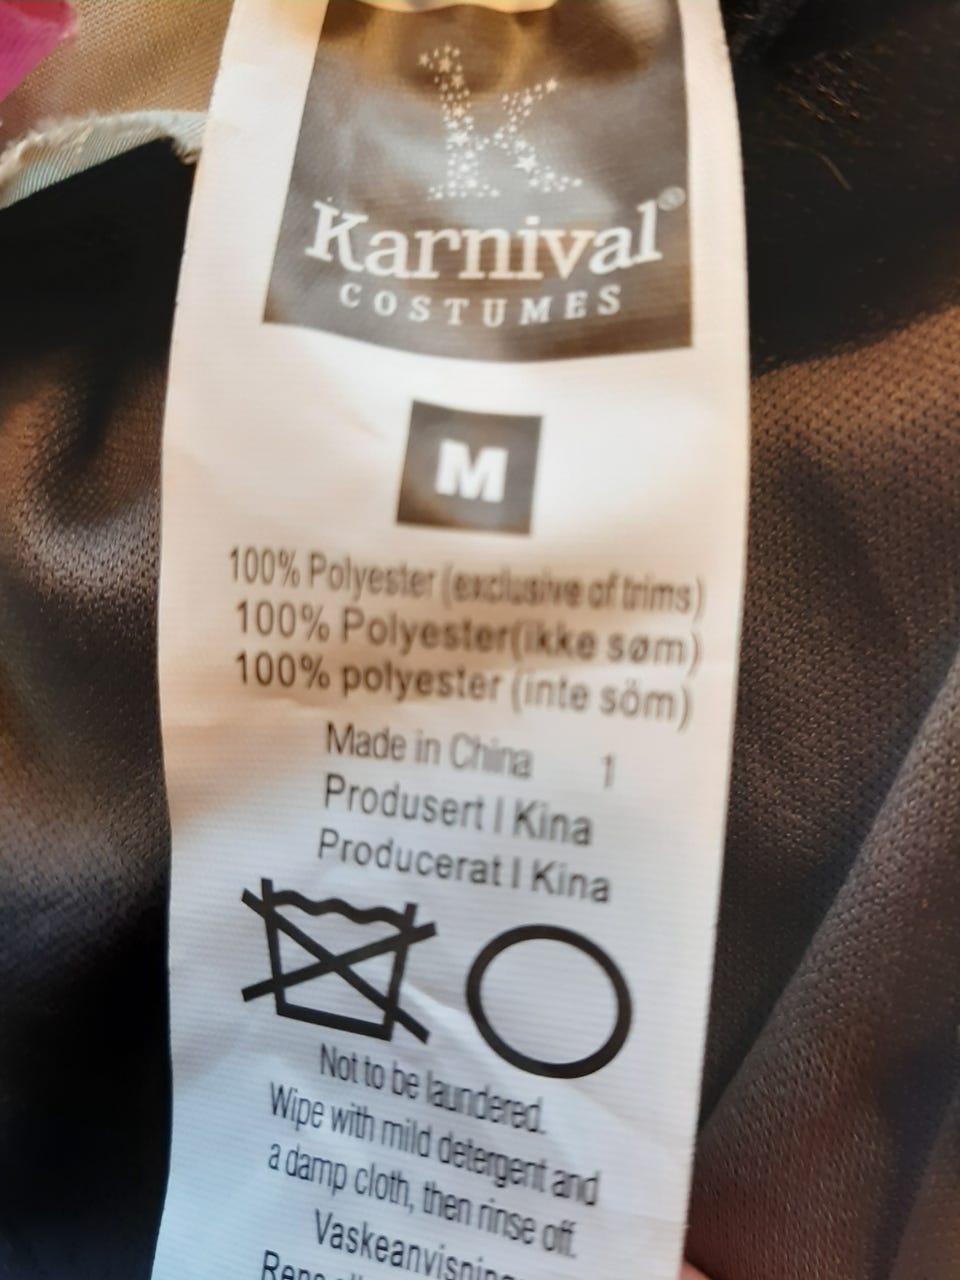 Karnival®
COSTUMES
M
100% Polyester (exclusive of trims)
100% Polyester(ikke søm)
100% polyester (inte söm)
Made in China 1
Produsert I Kina
Producerat I Kina
Not to be laundered.
Wipe with mild detergent and
a damp cloth, then rinse off.